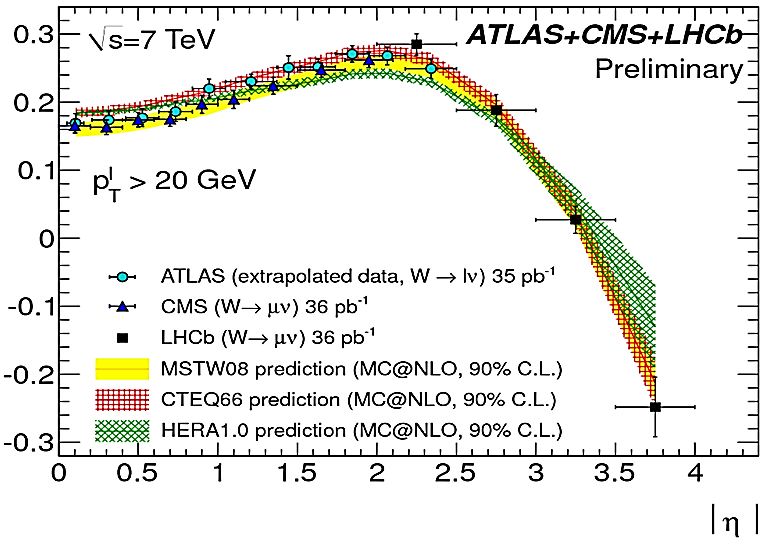 0.3
0.2
0.1
0
-0.1
-0.2
-0.3
√s=7 TeV
ATLAS+CMS+LHCb
Preliminary
p_T^l > 20 GeV
ATLAS (extrapolated data, W → lν) 35 pb⁻¹
CMS (W→ μν) 36 pb⁻¹
LHCb (W→ μν) 36 pb⁻¹
MSTW08 prediction (MC@NLO, 90% C.L.)
CTEQ66 prediction (MC@NLO, 90% C.L.)
HERA1.0 prediction (MC@NLO, 90% C.L.)
0 0.5 1 1.5 2 2.5 3 3.5 4
|η|